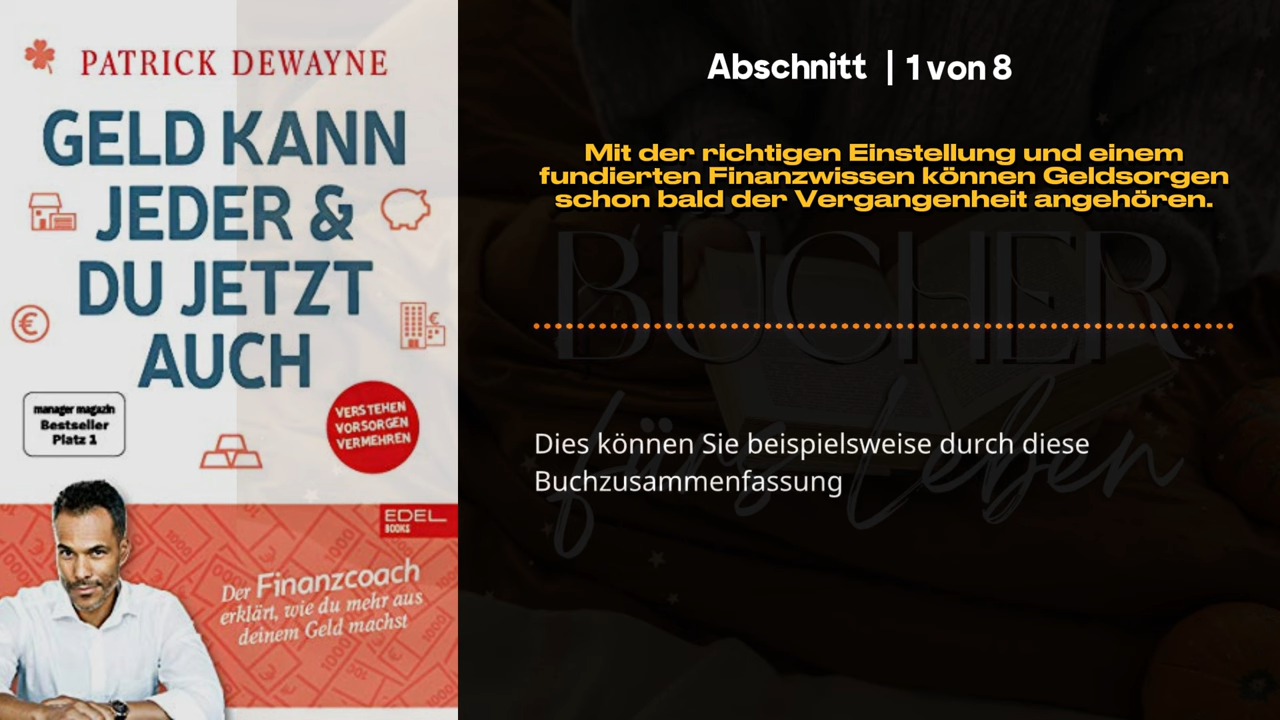 PATRICK DEWAYNE
GELD KANN
JEDER &
DU JETZT
AUCH
manager magazin
Bestseller
Platz 1
VERSTEHEN
VORSORGEN
VERMEHREN
EDEL
BOOKS
Der Finanzcoach
erklärt, wie du mehr aus
deinem Geld machst
Abschnitt | 1 von 8
Mit der richtigen Einstellung und einem
fundierten Finanzwissen können Geldsorgen
schon bald der Vergangenheit angehören.
BÜCHER
fürs Leben
Dies können Sie beispielsweise durch diese
Buchzusammenfassung